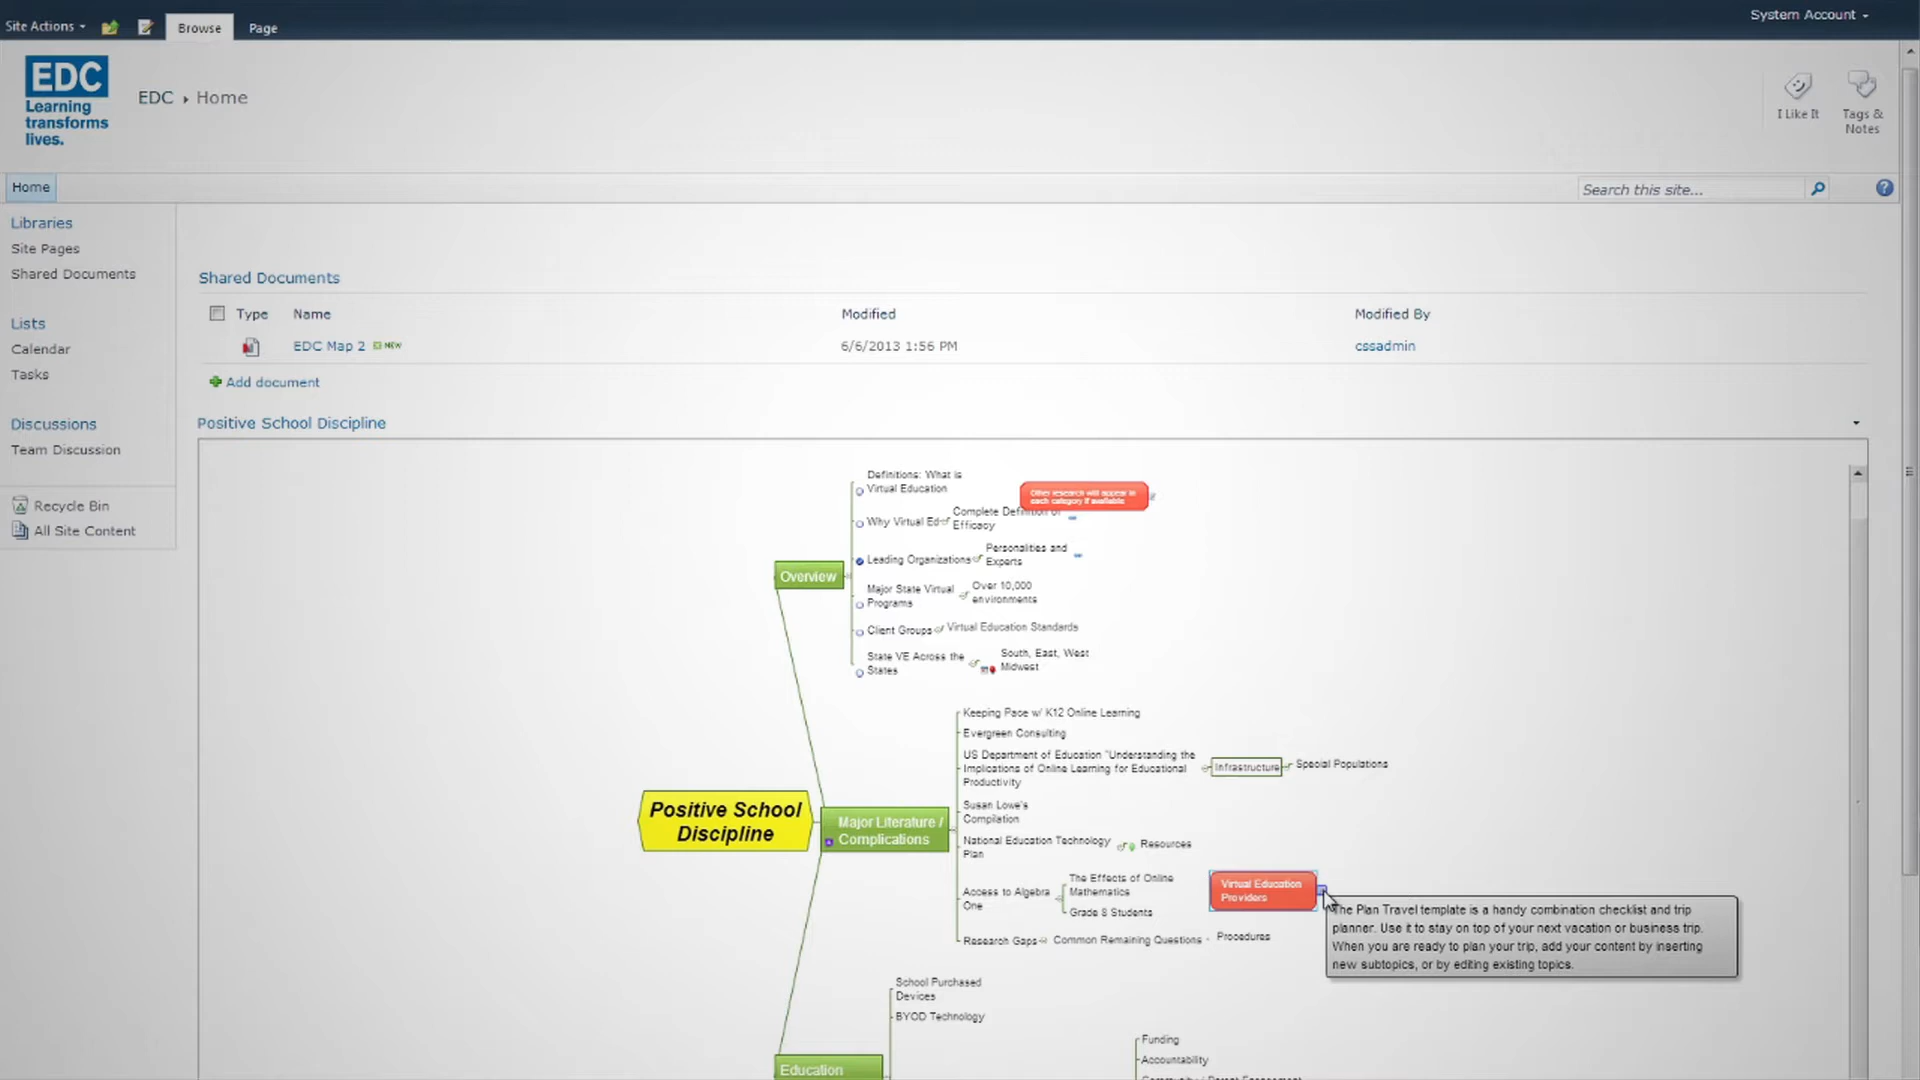 Site Actions
Browse
Page
System Account
EDC
Learning
transforms
lives.
EDC
Home
I Like It
Tags &
Notes
Home
Search this site...
Libraries
Site Pages
Shared Documents
Lists
Calendar
Tasks
Discussions
Team Discussion
Recycle Bin
All Site Content
Shared Documents
Type
Name
Modified
Modified By
EDC Map 2
NEW
6/6/2013 1:56 PM
cssadmin
Add document
Positive School Discipline
Definitions: What is
Virtual Education
Other research will appear in
each category if available
Why Virtual Ed
Complete Definition of
Efficacy
Leading Organizations
Personalities and
Experts
Overview
Major State Virtual
Programs
Over 10,000
environments
Client Groups
Virtual Education Standards
State VE Across the
States
South, East, West
Midwest
Positive School
Discipline
Major Literature /
Complications
Keeping Pace w/ K12 Online Learning
Evergreen Consulting
US Department of Education "Understanding the
Implications of Online Learning for Educational
Productivity
Infrastructure
Special Populations
Susan Lowe's
Compilation
National Education Technology
Plan
Resources
Access to Algebra
One
The Effects of Online
Mathematics
Grade 8 Students
Virtual Education
Providers
The Plan Travel template is a handy combination checklist and trip
planner. Use it to stay on top of your next vacation or business trip.
When you are ready to plan your trip, add your content by inserting
new subtopics, or by editing existing topics.
Research Gaps
Common Remaining Questions
Procedures
School Purchased
Devices
BYOD Technology
Education
Funding
Accountability